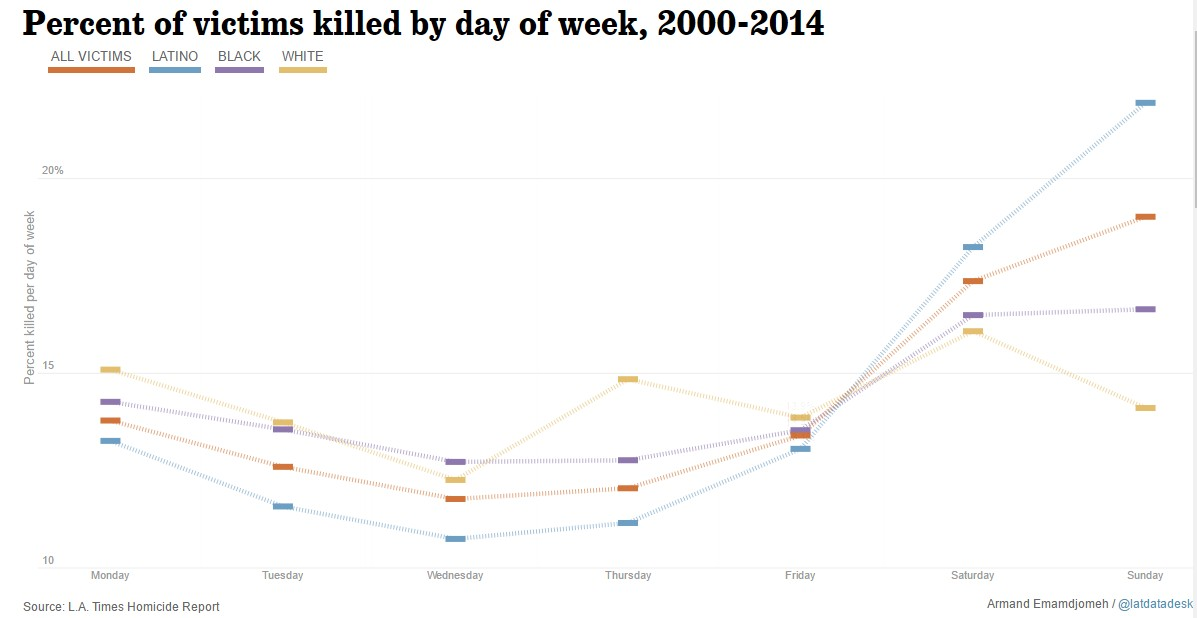 Percent of victims killed by day of week, 2000-2014
ALL VICTIMS LATINO BLACK WHITE
20%
Percent killed per day of week
15
10
Monday Tuesday Wednesday Thursday Friday Saturday Sunday
Source: L.A. Times Homicide Report
Armand Emamdjomeh / @latdatadesk